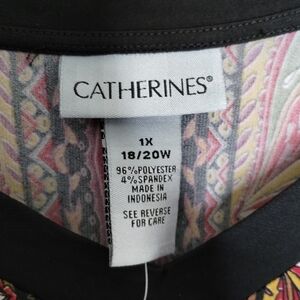 CATHERINES®
1X
18/20W
96%POLYESTER
4%SPANDEX
MADE IN
INDONESIA
SEE REVERSE
FOR CARE